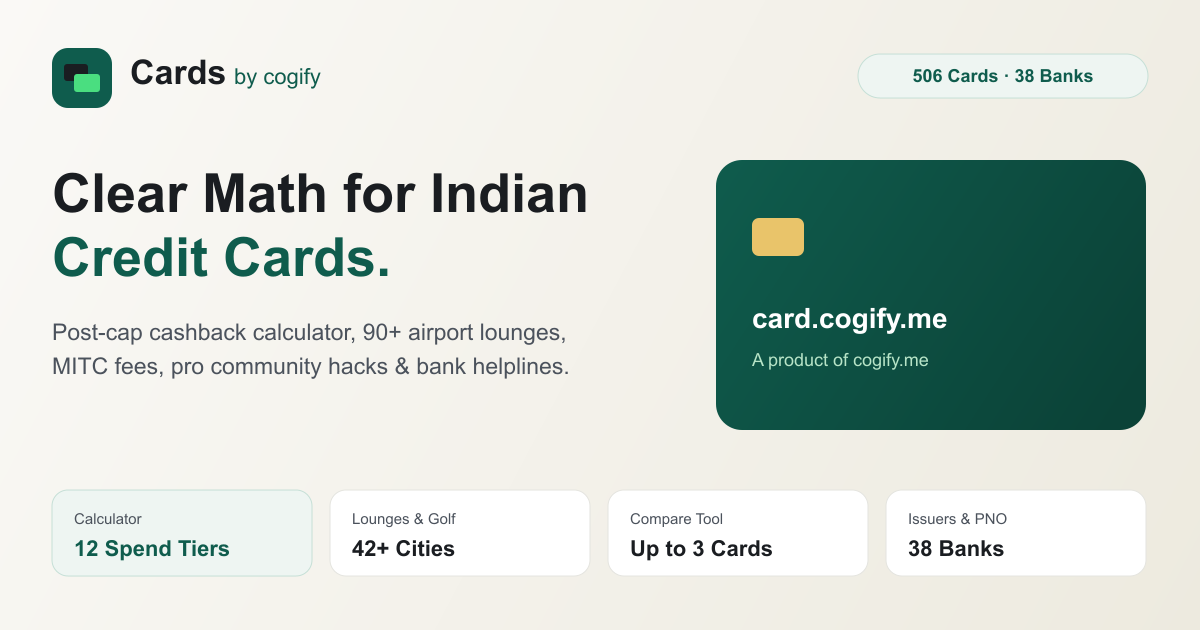 Cards by cogify
506 Cards · 38 Banks
Clear Math for Indian
Credit Cards.
Post-cap cashback calculator, 90+ airport lounges,
MITC fees, pro community hacks & bank helplines.
card.cogify.me
A product of cogify.me
Calculator
12 Spend Tiers
Lounges & Golf
42+ Cities
Compare Tool
Up to 3 Cards
Issuers & PNO
38 Banks